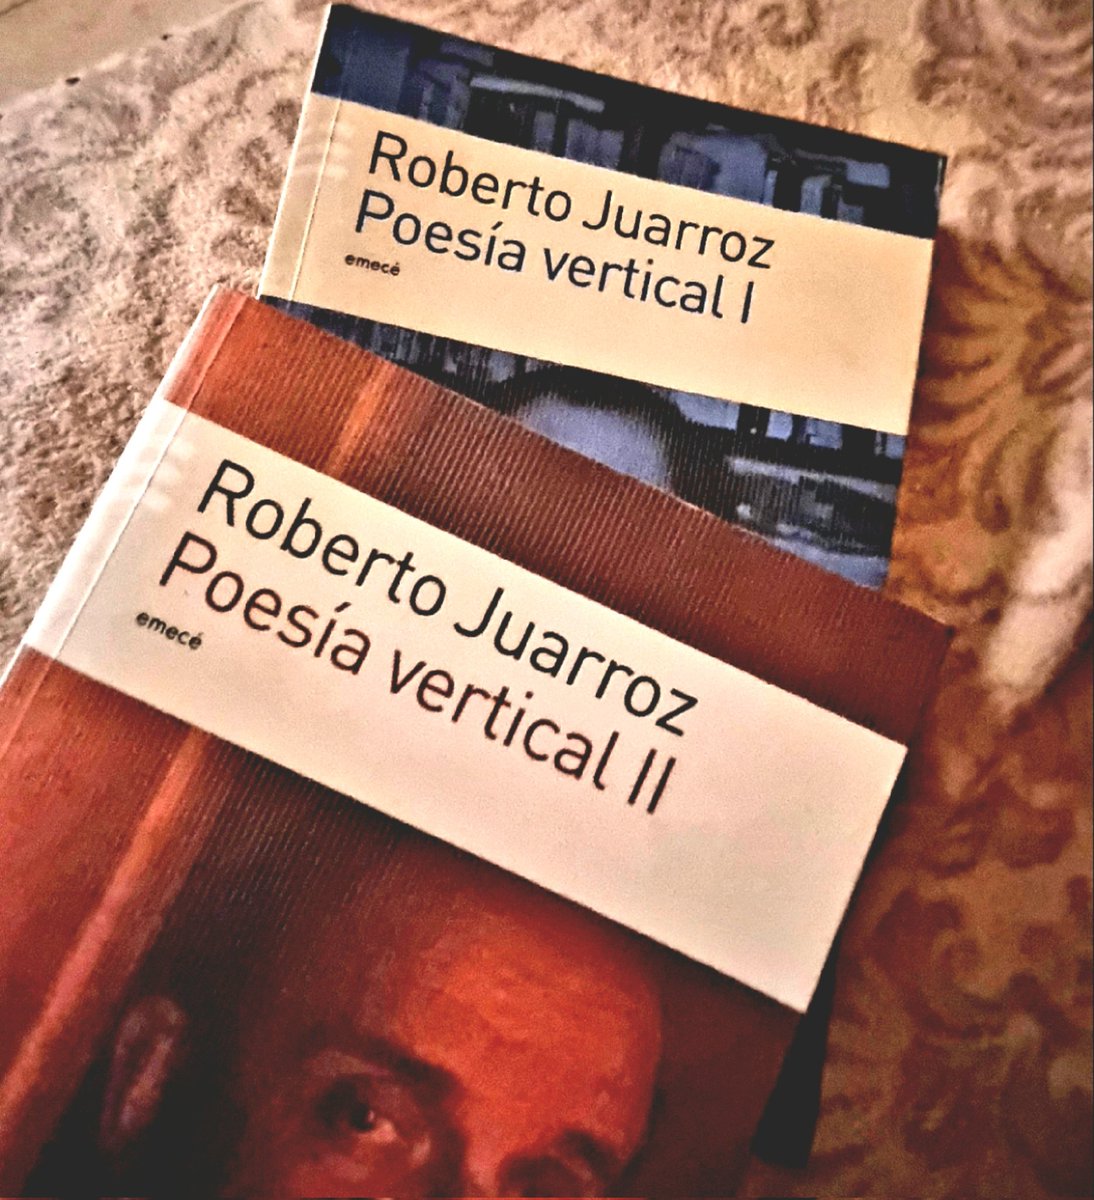 Roberto Juarroz
Poesía vertical I
emecé
Roberto Juarroz
Poesía vertical II
emecé